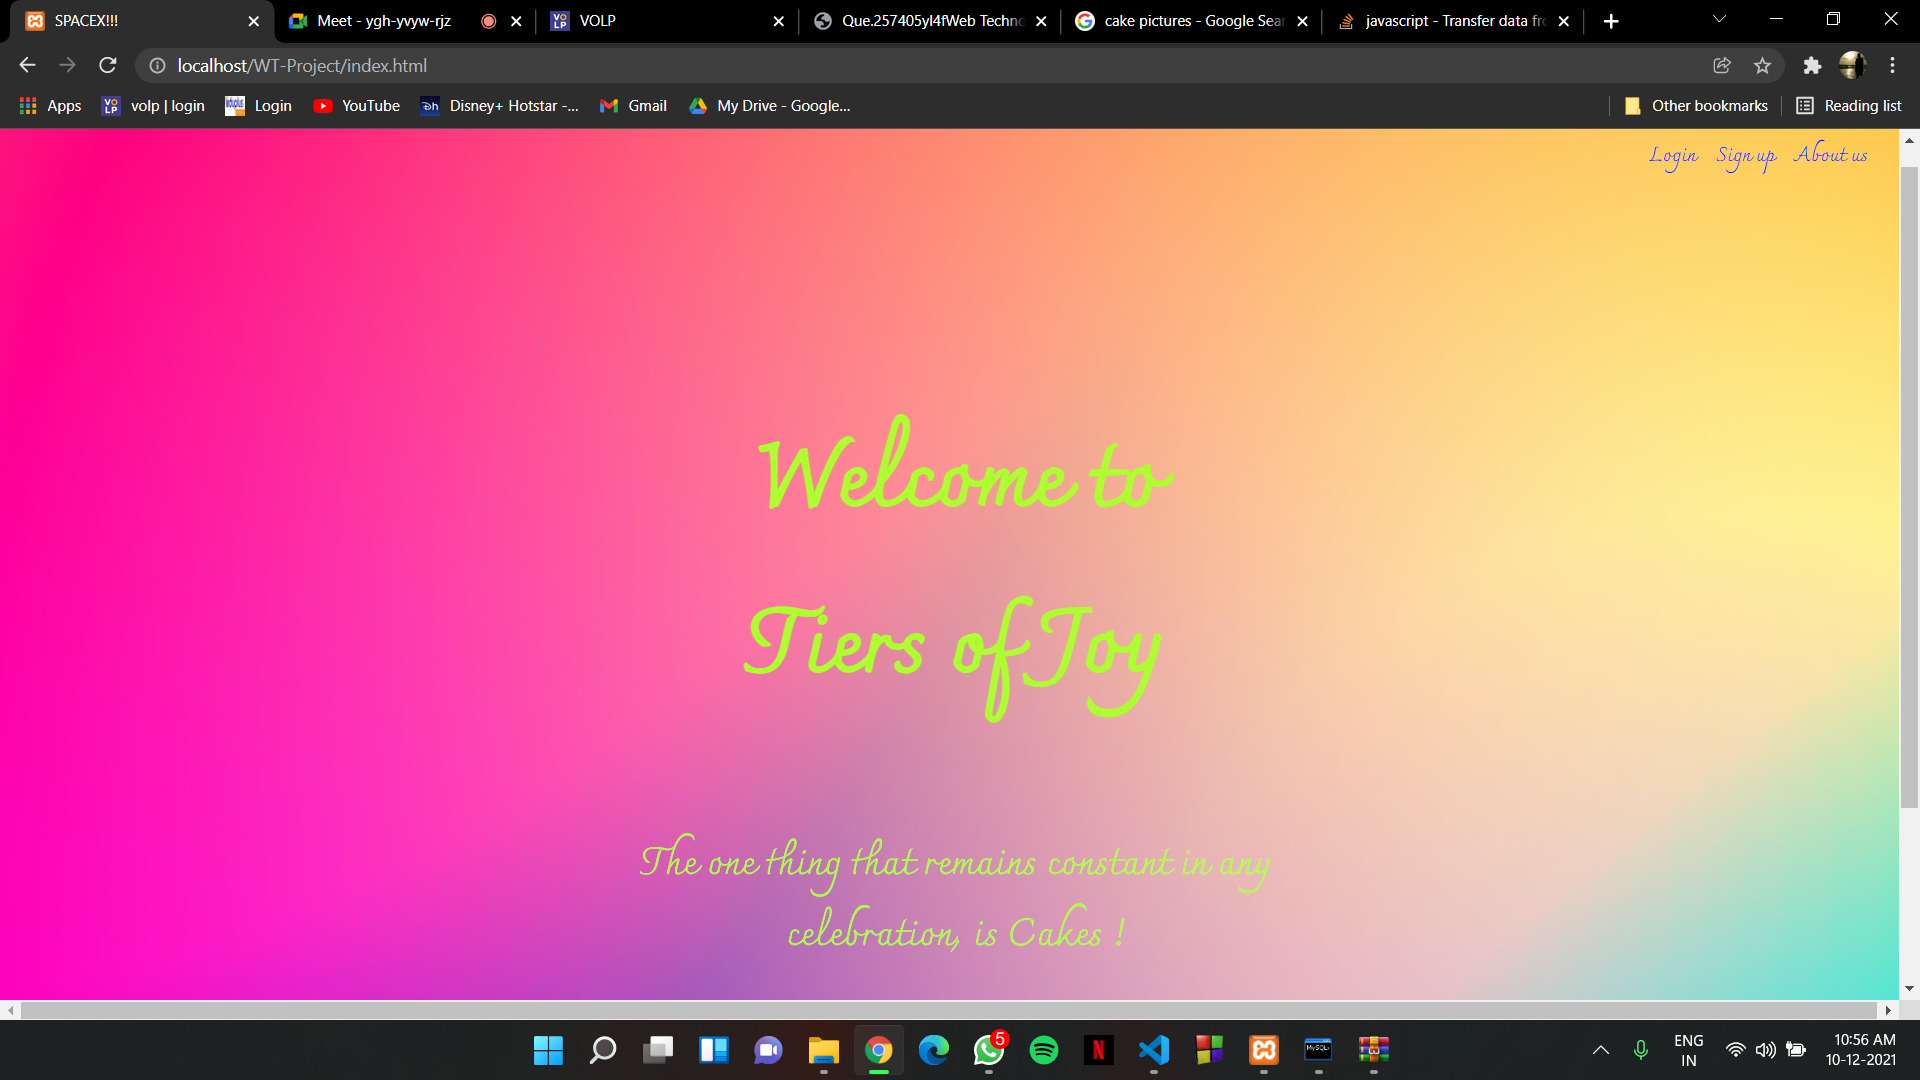 SPACEX!!!
Meet - ygh-yvyw-rjz
VOLP
Que.257405yl4fWeb Techno
cake pictures - Google Sear
javascript - Transfer data fro
localhost/WT-Project/index.html
Apps
volp | login
Login
YouTube
Disney+ Hotstar -...
Gmail
My Drive - Google...
Other bookmarks
Reading list
Login Sign up About us
Welcome to
Tiers of Joy
The one thing that remains constant in any
celebration, is Cakes !
5
ENG
IN
10:56 AM
10-12-2021